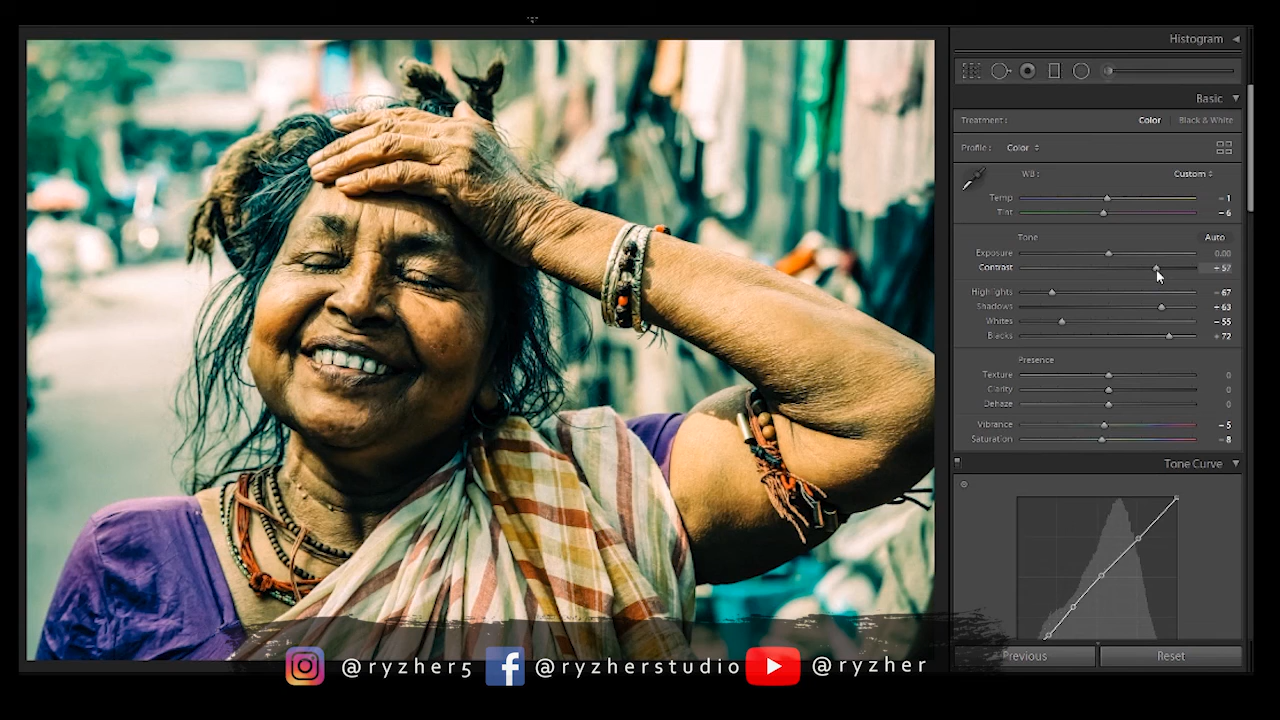 Histogram
Basic
Treatment : Color Black & White
Profile : Color
WB : Custom
Temp - 1
Tint - 6
Tone Auto
Exposure 0.00
Contrast + 57
Highlights - 67
Shadows + 63
Whites - 55
Blacks + 72
Presence
Texture 0
Clarity 0
Dehaze 0
Vibrance - 5
Saturation - 8
Tone Curve
Previous Reset
@ryzher5 @ryzherstudio @ryzher